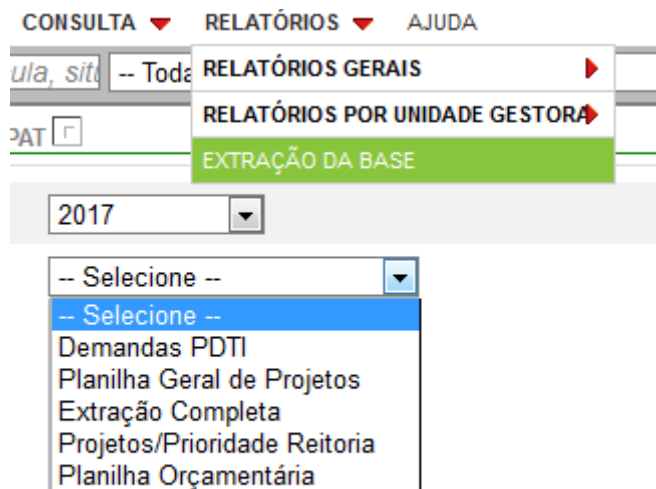 CONSULTA RELATÓRIOS AJUDA
-- Toda RELATÓRIOS GERAIS
RELATÓRIOS POR UNIDADE GESTORA
PAT
EXTRAÇÃO DA BASE
2017
-- Selecione --
-- Selecione --
Demandas PDTI
Planilha Geral de Projetos
Extração Completa
Projetos/Prioridade Reitoria
Planilha Orçamentária